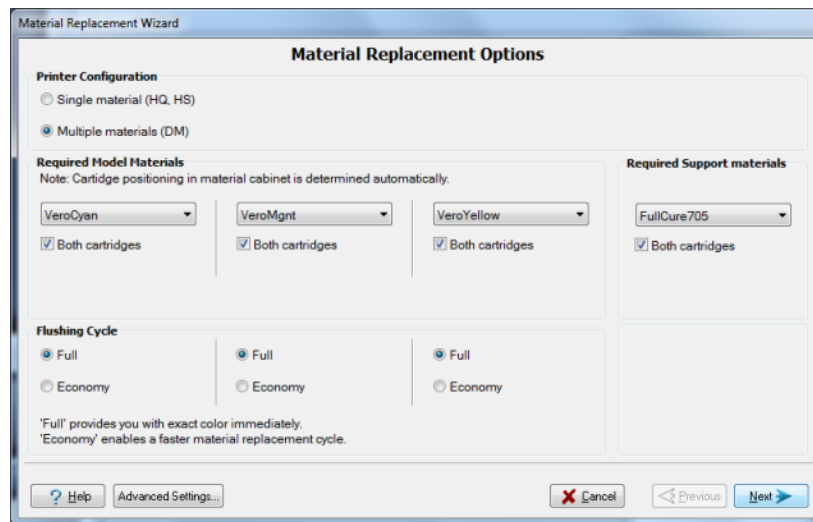 Material Replacement Wizard
Material Replacement Options
Printer Configuration
Single material (HQ, HS)
Multiple materials (DM)
Required Model Materials
Note: Cartidge positioning in material cabinet is determined automatically.
VeroCyan
Both cartridges
VeroMgnt
Both cartridges
VeroYellow
Both cartridges
Required Support materials
FullCure705
Both cartridges
Flushing Cycle
Full
Economy
Full
Economy
Full
Economy
'Full' provides you with exact color immediately.
'Economy' enables a faster material replacement cycle.
? Help
Advanced Settings...
Cancel
Previous
Next